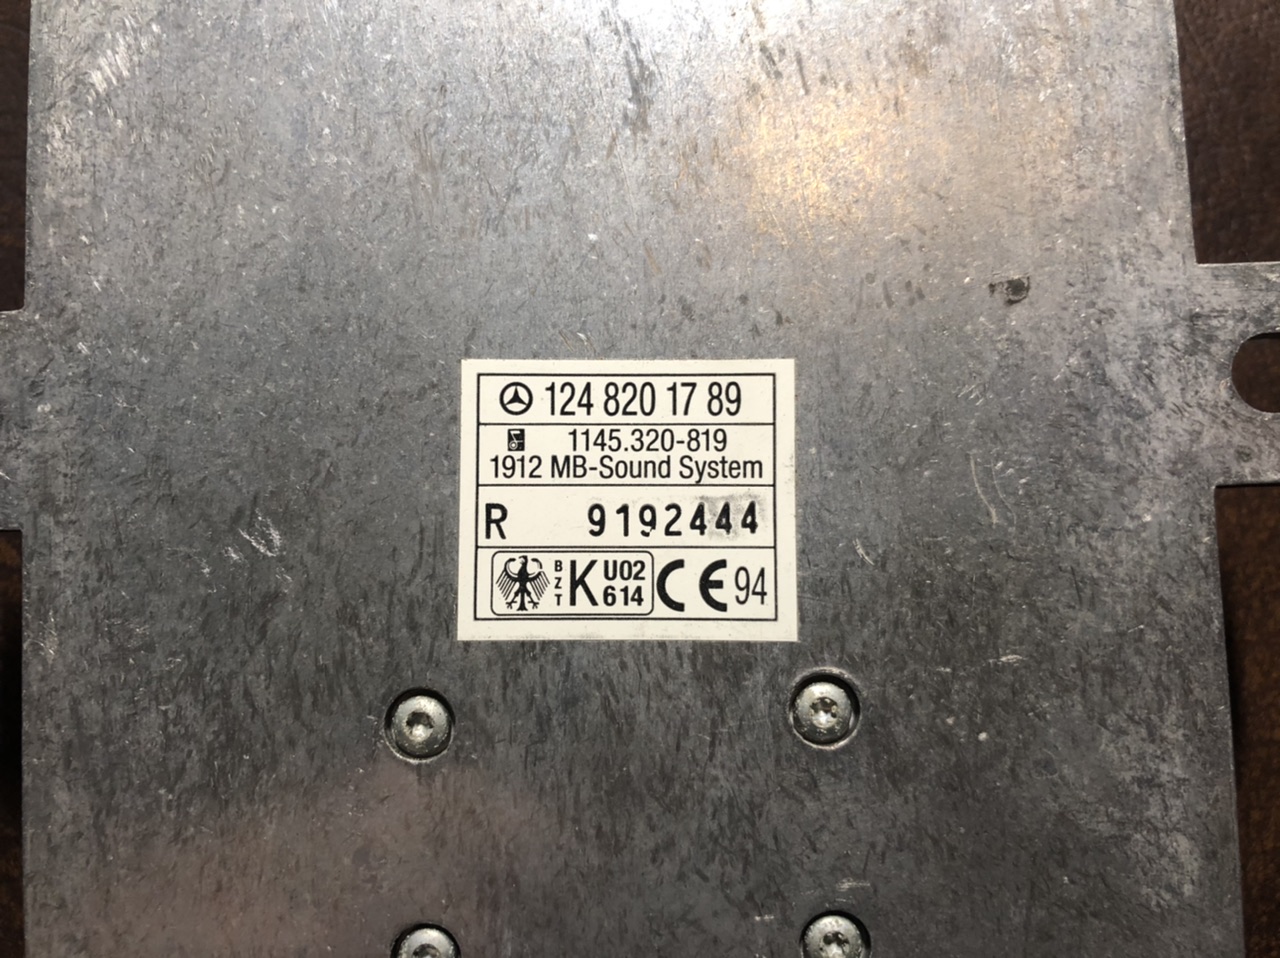 124 820 17 89
1145.320-819
1912 MB-Sound System
R 9192444
BZT K U02 614 CE 94